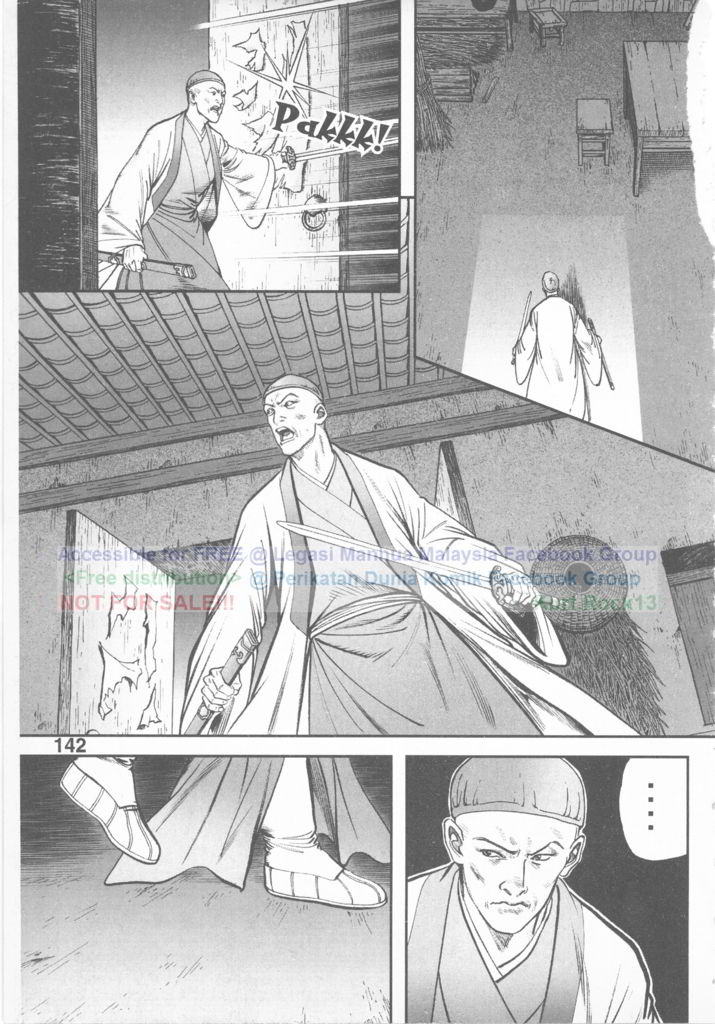 Pakkk!
Accessible for FREE @ Legasi Manhua Malaysia Facebook Group
<Free distribution> @ Perikatan Dunia Komik Facebook Group
NOT FOR SALE!!!
142
....